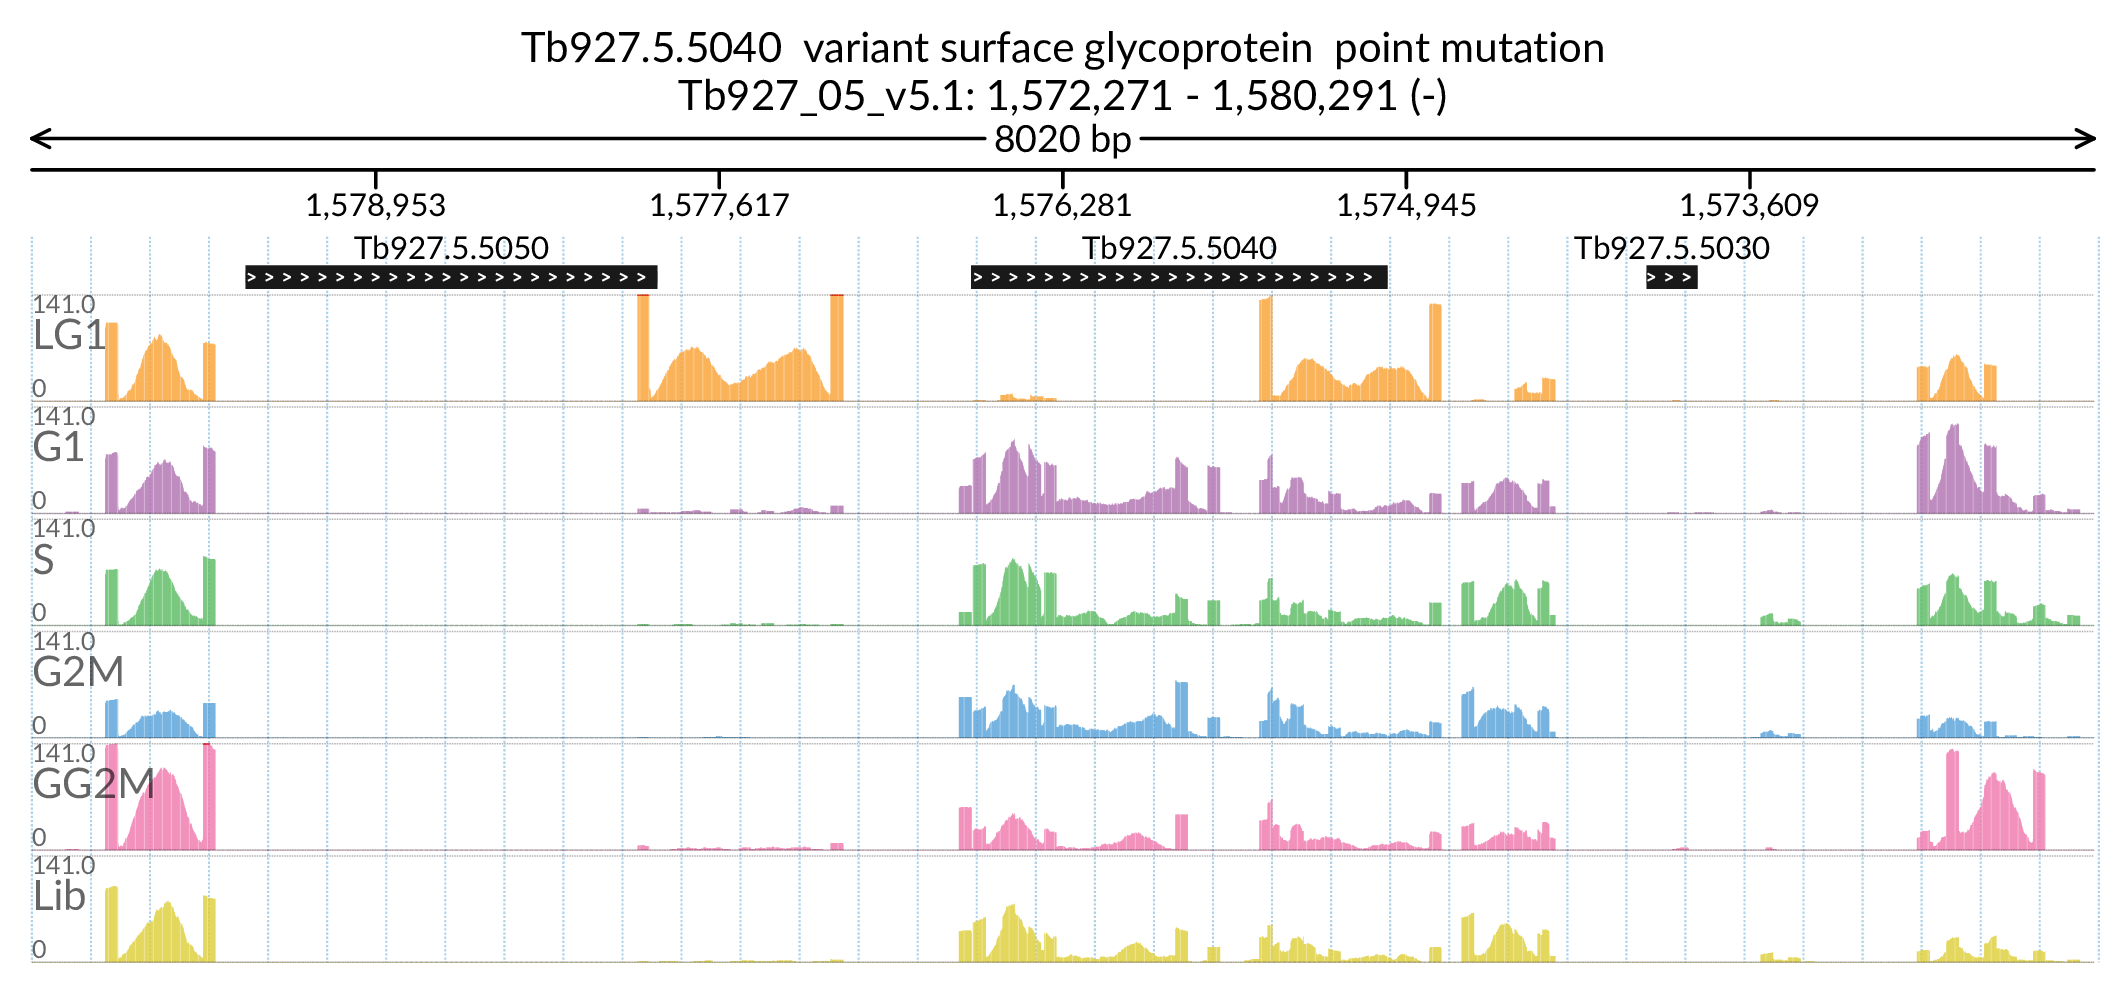 Tb927.5.5040  variant surface glycoprotein  point mutation
Tb927_05_v5.1: 1,572,271 - 1,580,291 (-)
8020 bp
1,578,953 1,577,617 1,576,281 1,574,945 1,573,609
Tb927.5.5050 Tb927.5.5040 Tb927.5.5030
141.0
LG1
0
141.0
G1
0
141.0
S
0
141.0
G2M
0
141.0
GG2M
0
141.0
Lib
0